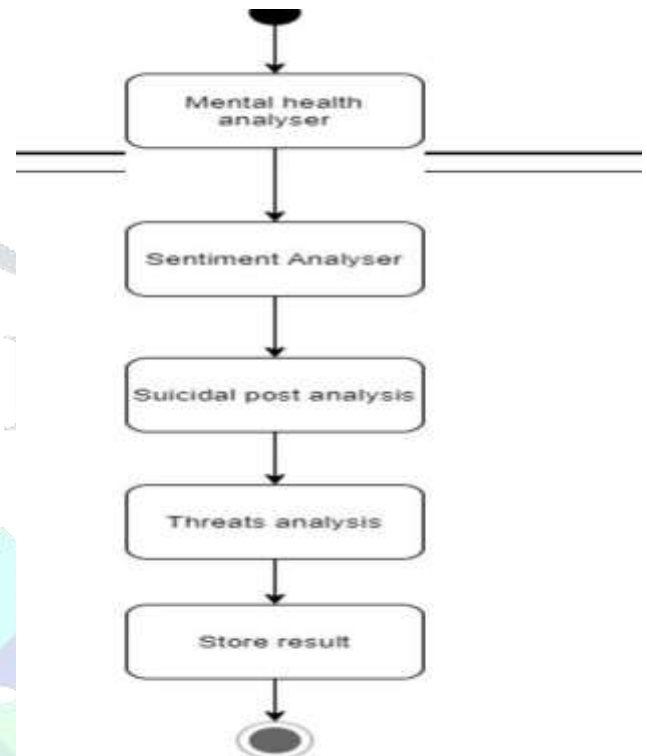 Mental health
analyser
Sentiment Analyser
Suicidal post analysis
Threats analysis
Store result